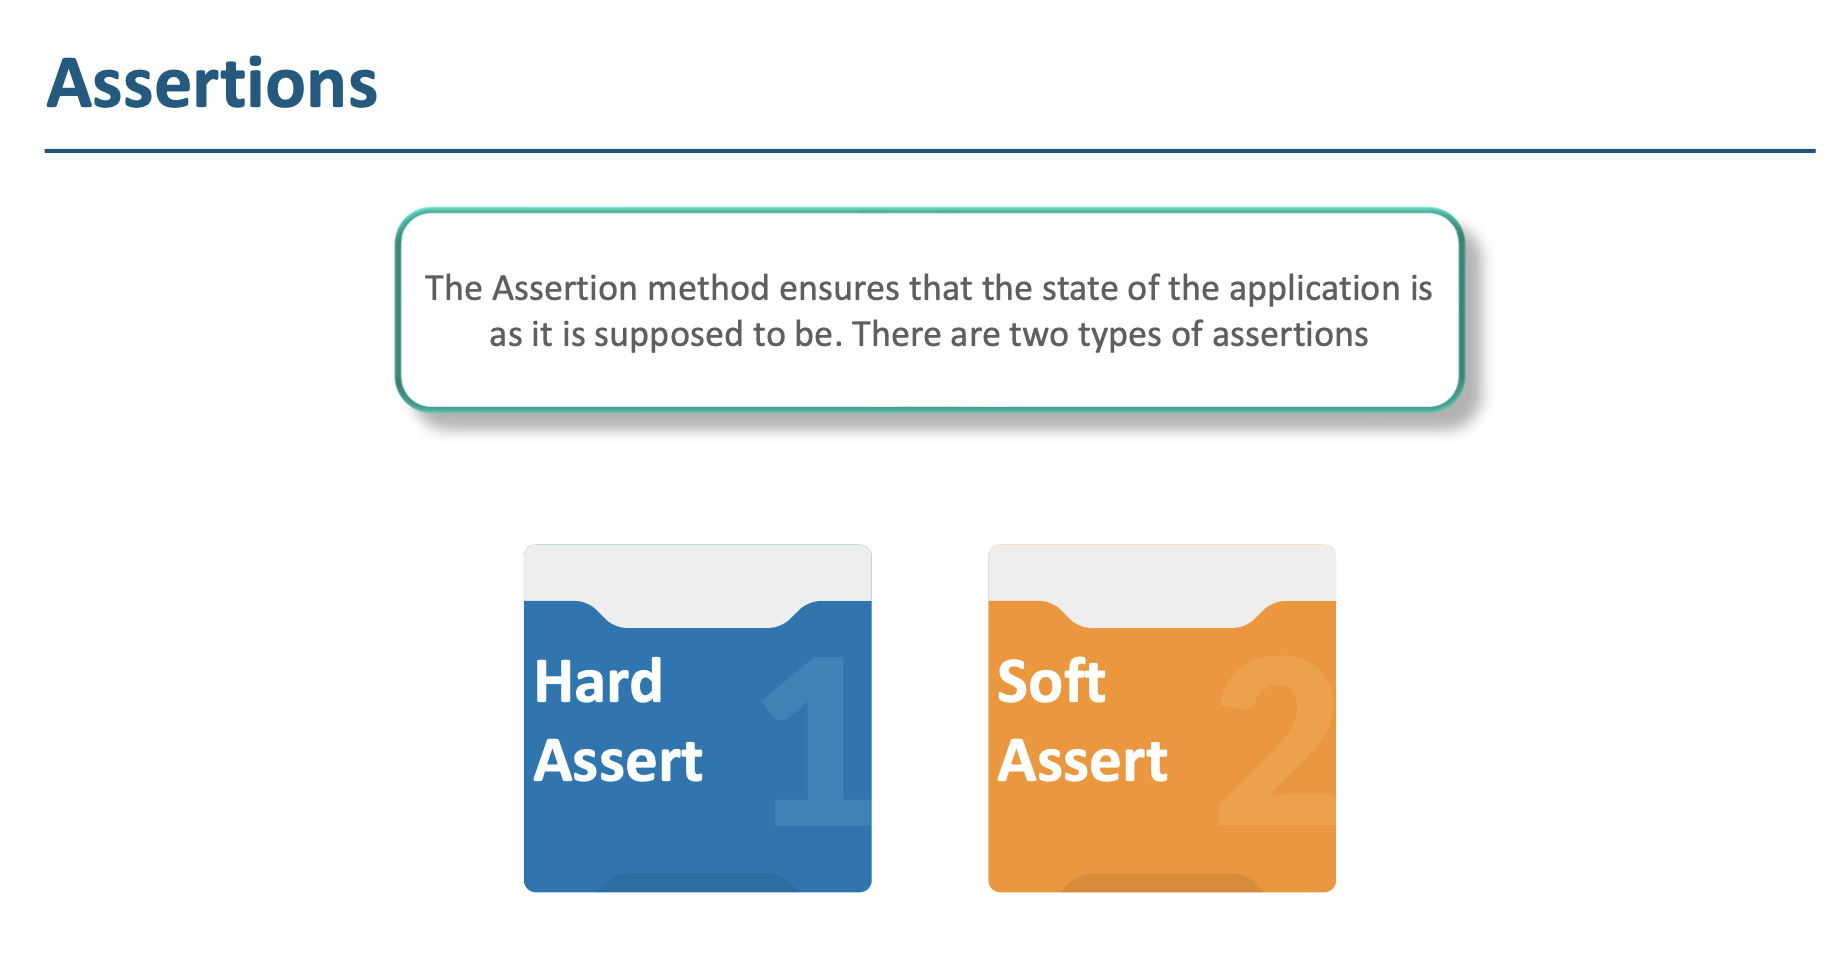 Assertions
The Assertion method ensures that the state of the application is
as it is supposed to be. There are two types of assertions
Hard
Assert
1
Soft
Assert
2